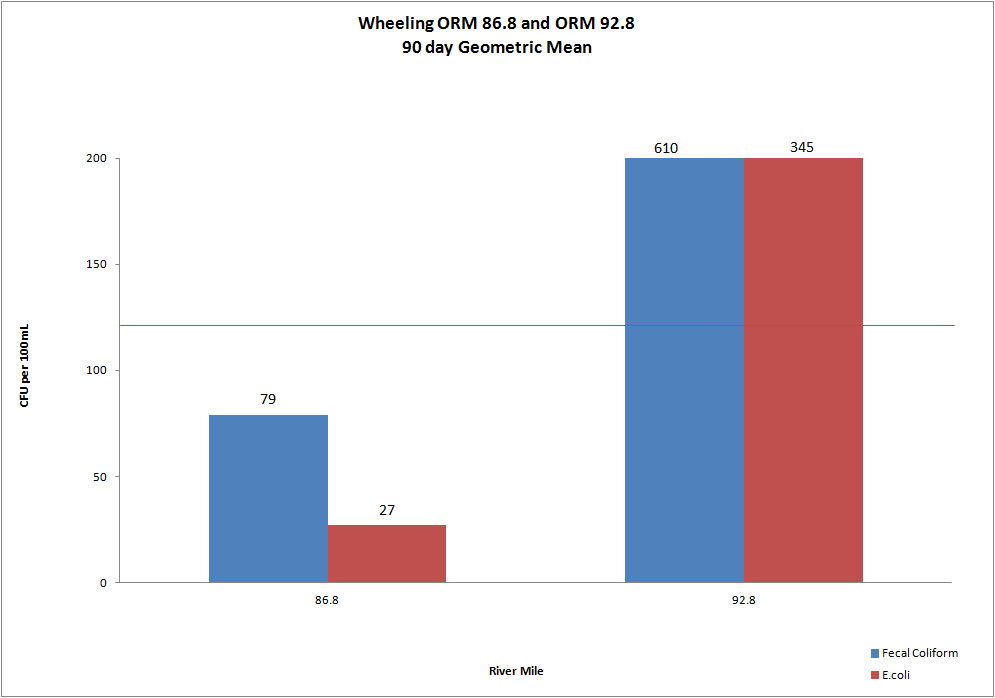 Wheeling ORM 86.8 and ORM 92.8
90 day Geometric Mean
610
345
200
150
CFU per 100mL
100
79
50
27
0
86.8
92.8
River Mile
Fecal Coliform
E.coli